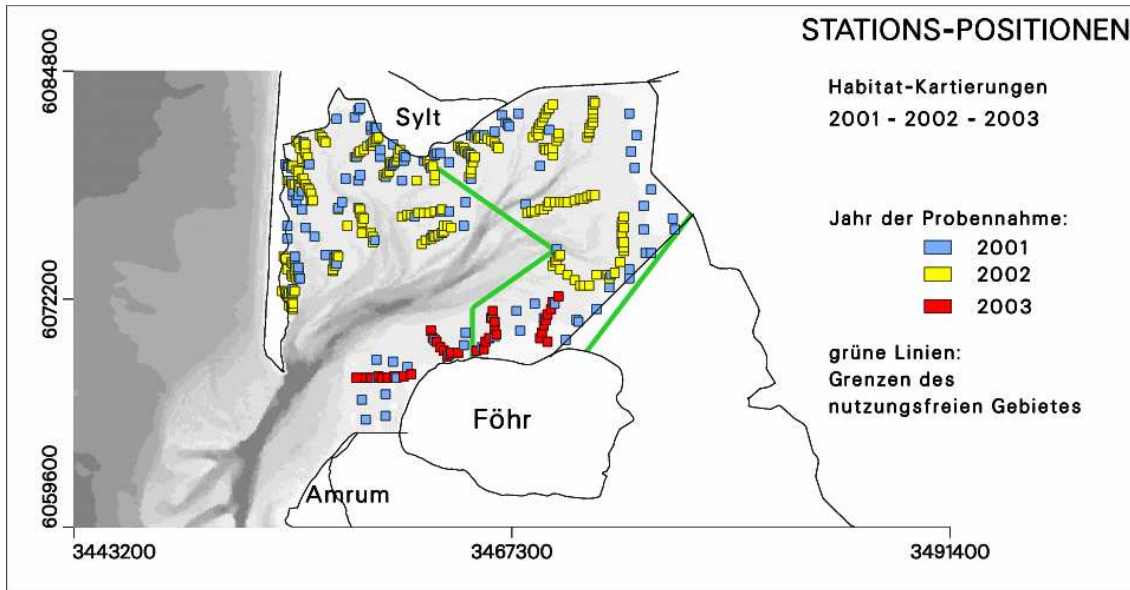 STATIONS-POSITIONEN
Habitat-Kartierungen
2001 - 2002 - 2003
Jahr der Probennahme:
2001
2002
2003
grüne Linien:
Grenzen des
nutzungsfreien Gebietes
6084800
6072200
6059600
Sylt
Föhr
Amrum
3443200
3467300
3491400